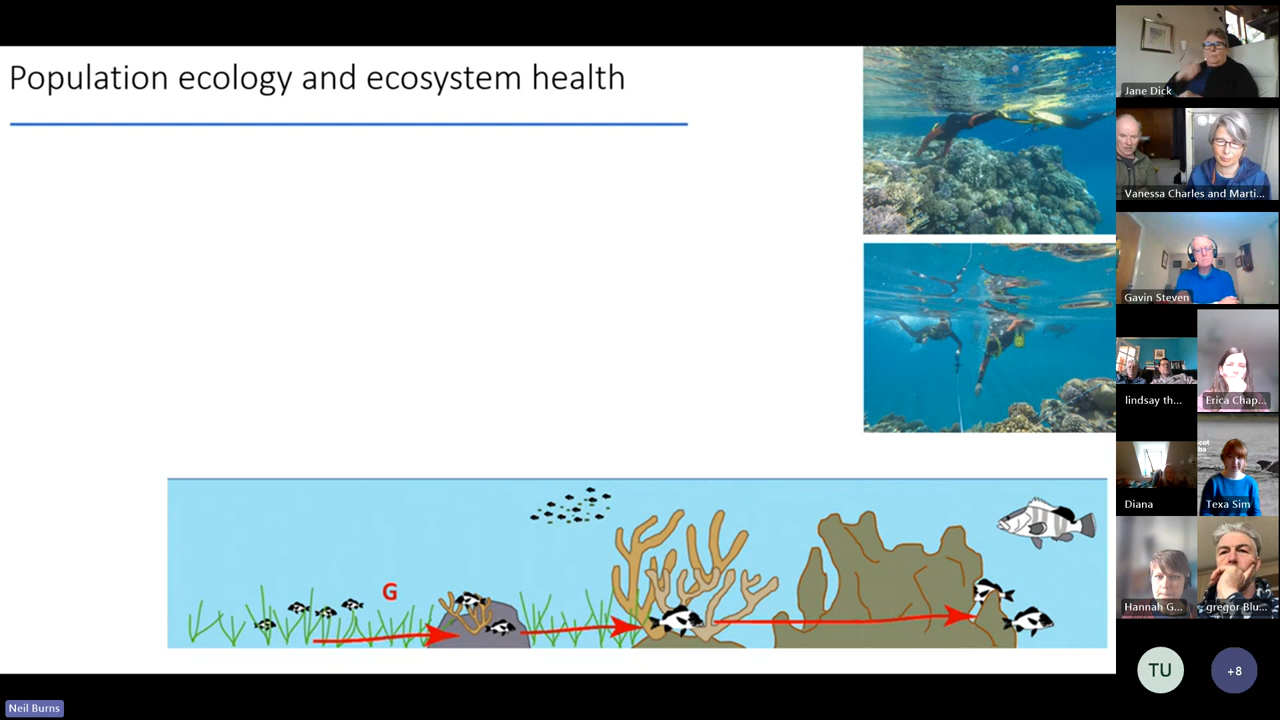 Population ecology and ecosystem health
G
Neil Burns
Jane Dick
Vanessa Charles and Marti...
Gavin Steven
lindsay th...
Erica Chap...
Diana
Texa Sim
Hannah G...
gregor Blu...
TU
+8